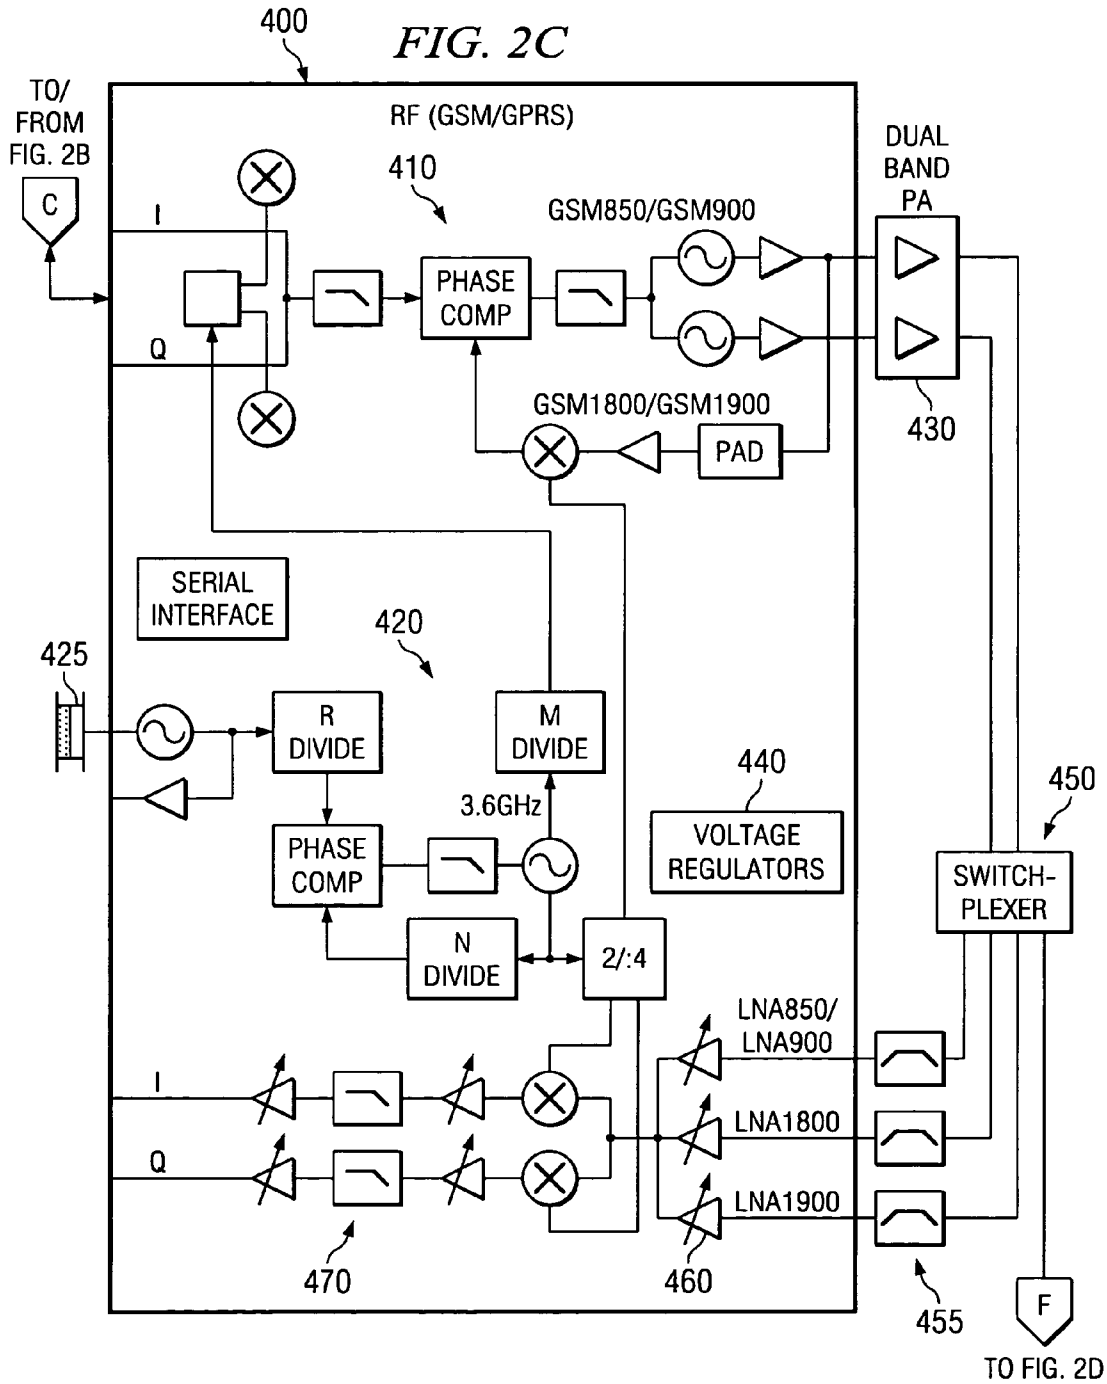 400
FIG. 2C
TO/
FROM
FIG. 2B
C
RF (GSM/GPRS)
410
DUAL
BAND
PA
I
GSM850/GSM900
PHASE
COMP
Q
GSM1800/GSM1900
430
PAD
SERIAL
INTERFACE
420
425
R
DIVIDE
M
DIVIDE
3.6GHz
440
450
PHASE
COMP
VOLTAGE
REGULATORS
SWITCH-
PLEXER
N
DIVIDE
2/:4
LNA850/
LNA900
I
LNA1800
Q
LNA1900
470
460
455
F
TO FIG. 2D